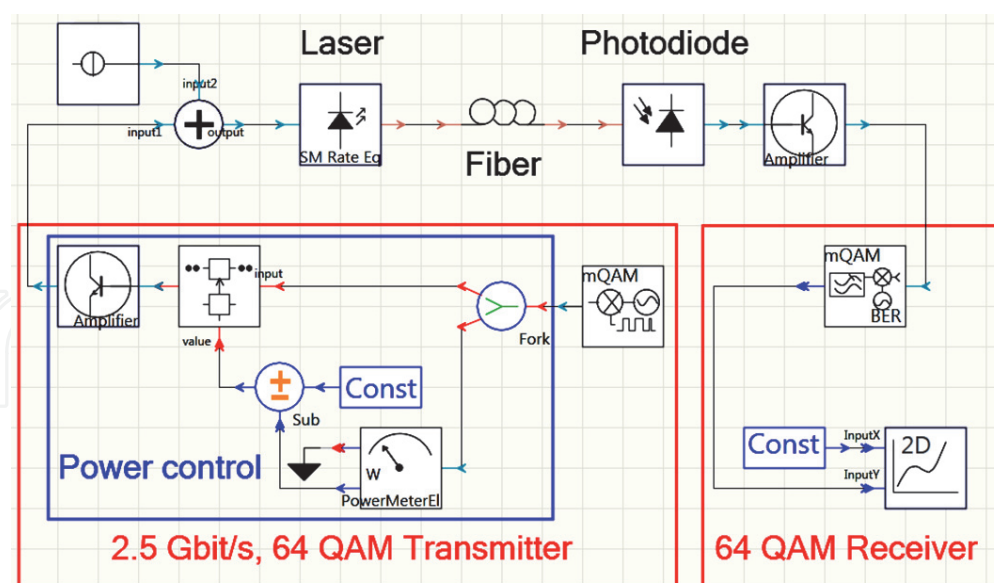 Laser
Photodiode
input2
input1
output
SM Rate Eq
Fiber
Amplifier
input
mQAM
mQAM
BER
Amplifier
value
Fork
Const
Sub
Const
InputX
2D
Power control
W
InputY
PowerMeterEl
2.5 Gbit/s, 64 QAM Transmitter
64 QAM Receiver